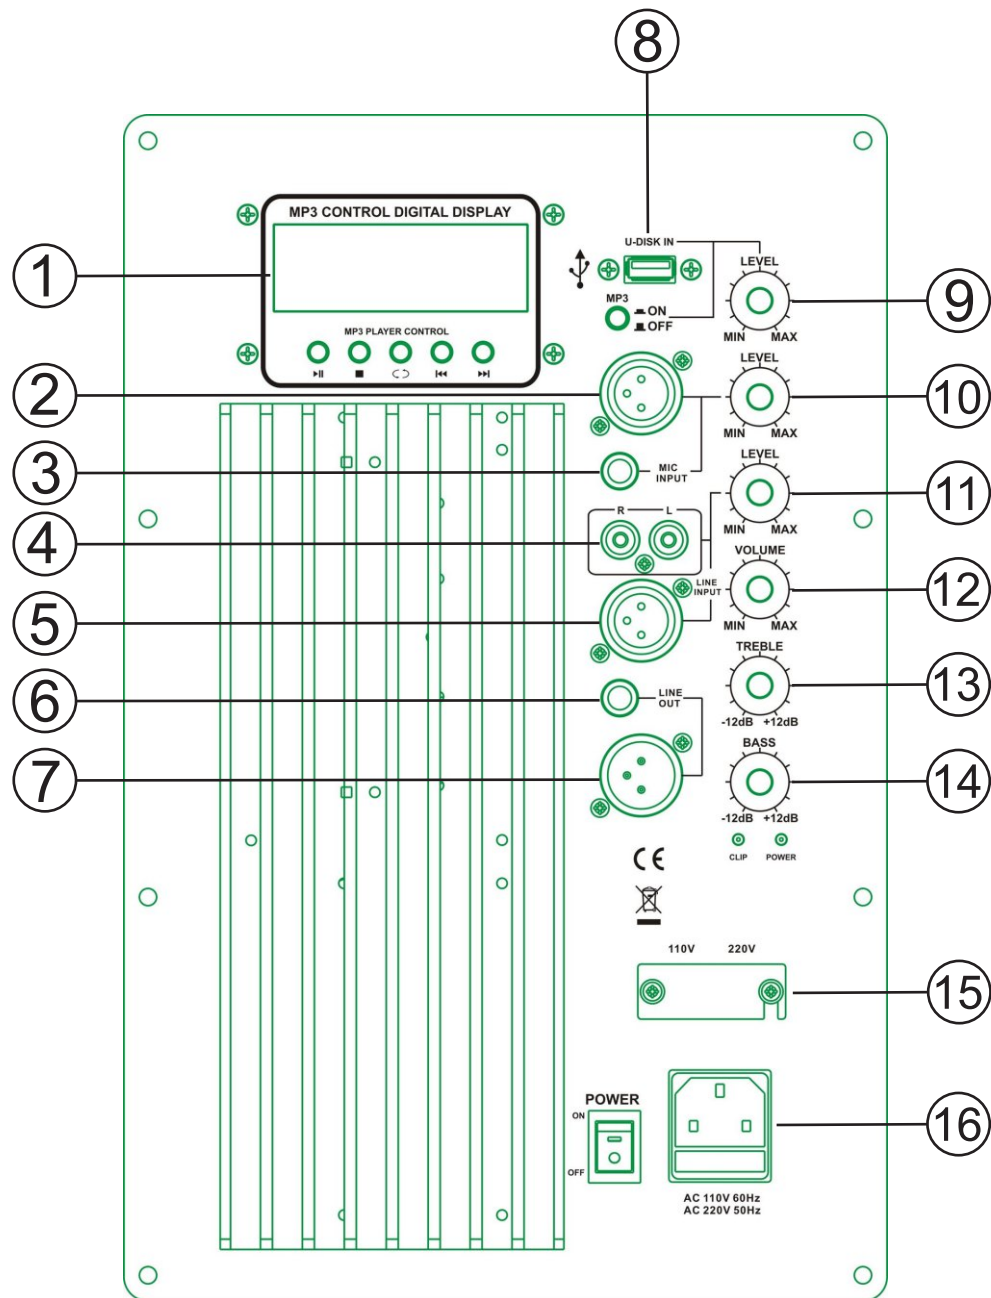 8
MP3 CONTROL DIGITAL DISPLAY
U-DISK IN
LEVEL
1
9
MP3
ON
OFF
MIN MAX
MP3 PLAYER CONTROL
LEVEL
2
10
MIN MAX
LEVEL
3
MIC
INPUT
11
R L
MIN MAX
4
VOLUME
LINE
INPUT
12
5
MIN MAX
TREBLE
6
LINE
OUT
13
-12dB +12dB
BASS
7
14
-12dB +12dB
CLIP POWER
CE
110V 220V
15
POWER
ON
16
OFF
AC 110V 60Hz
AC 220V 50Hz